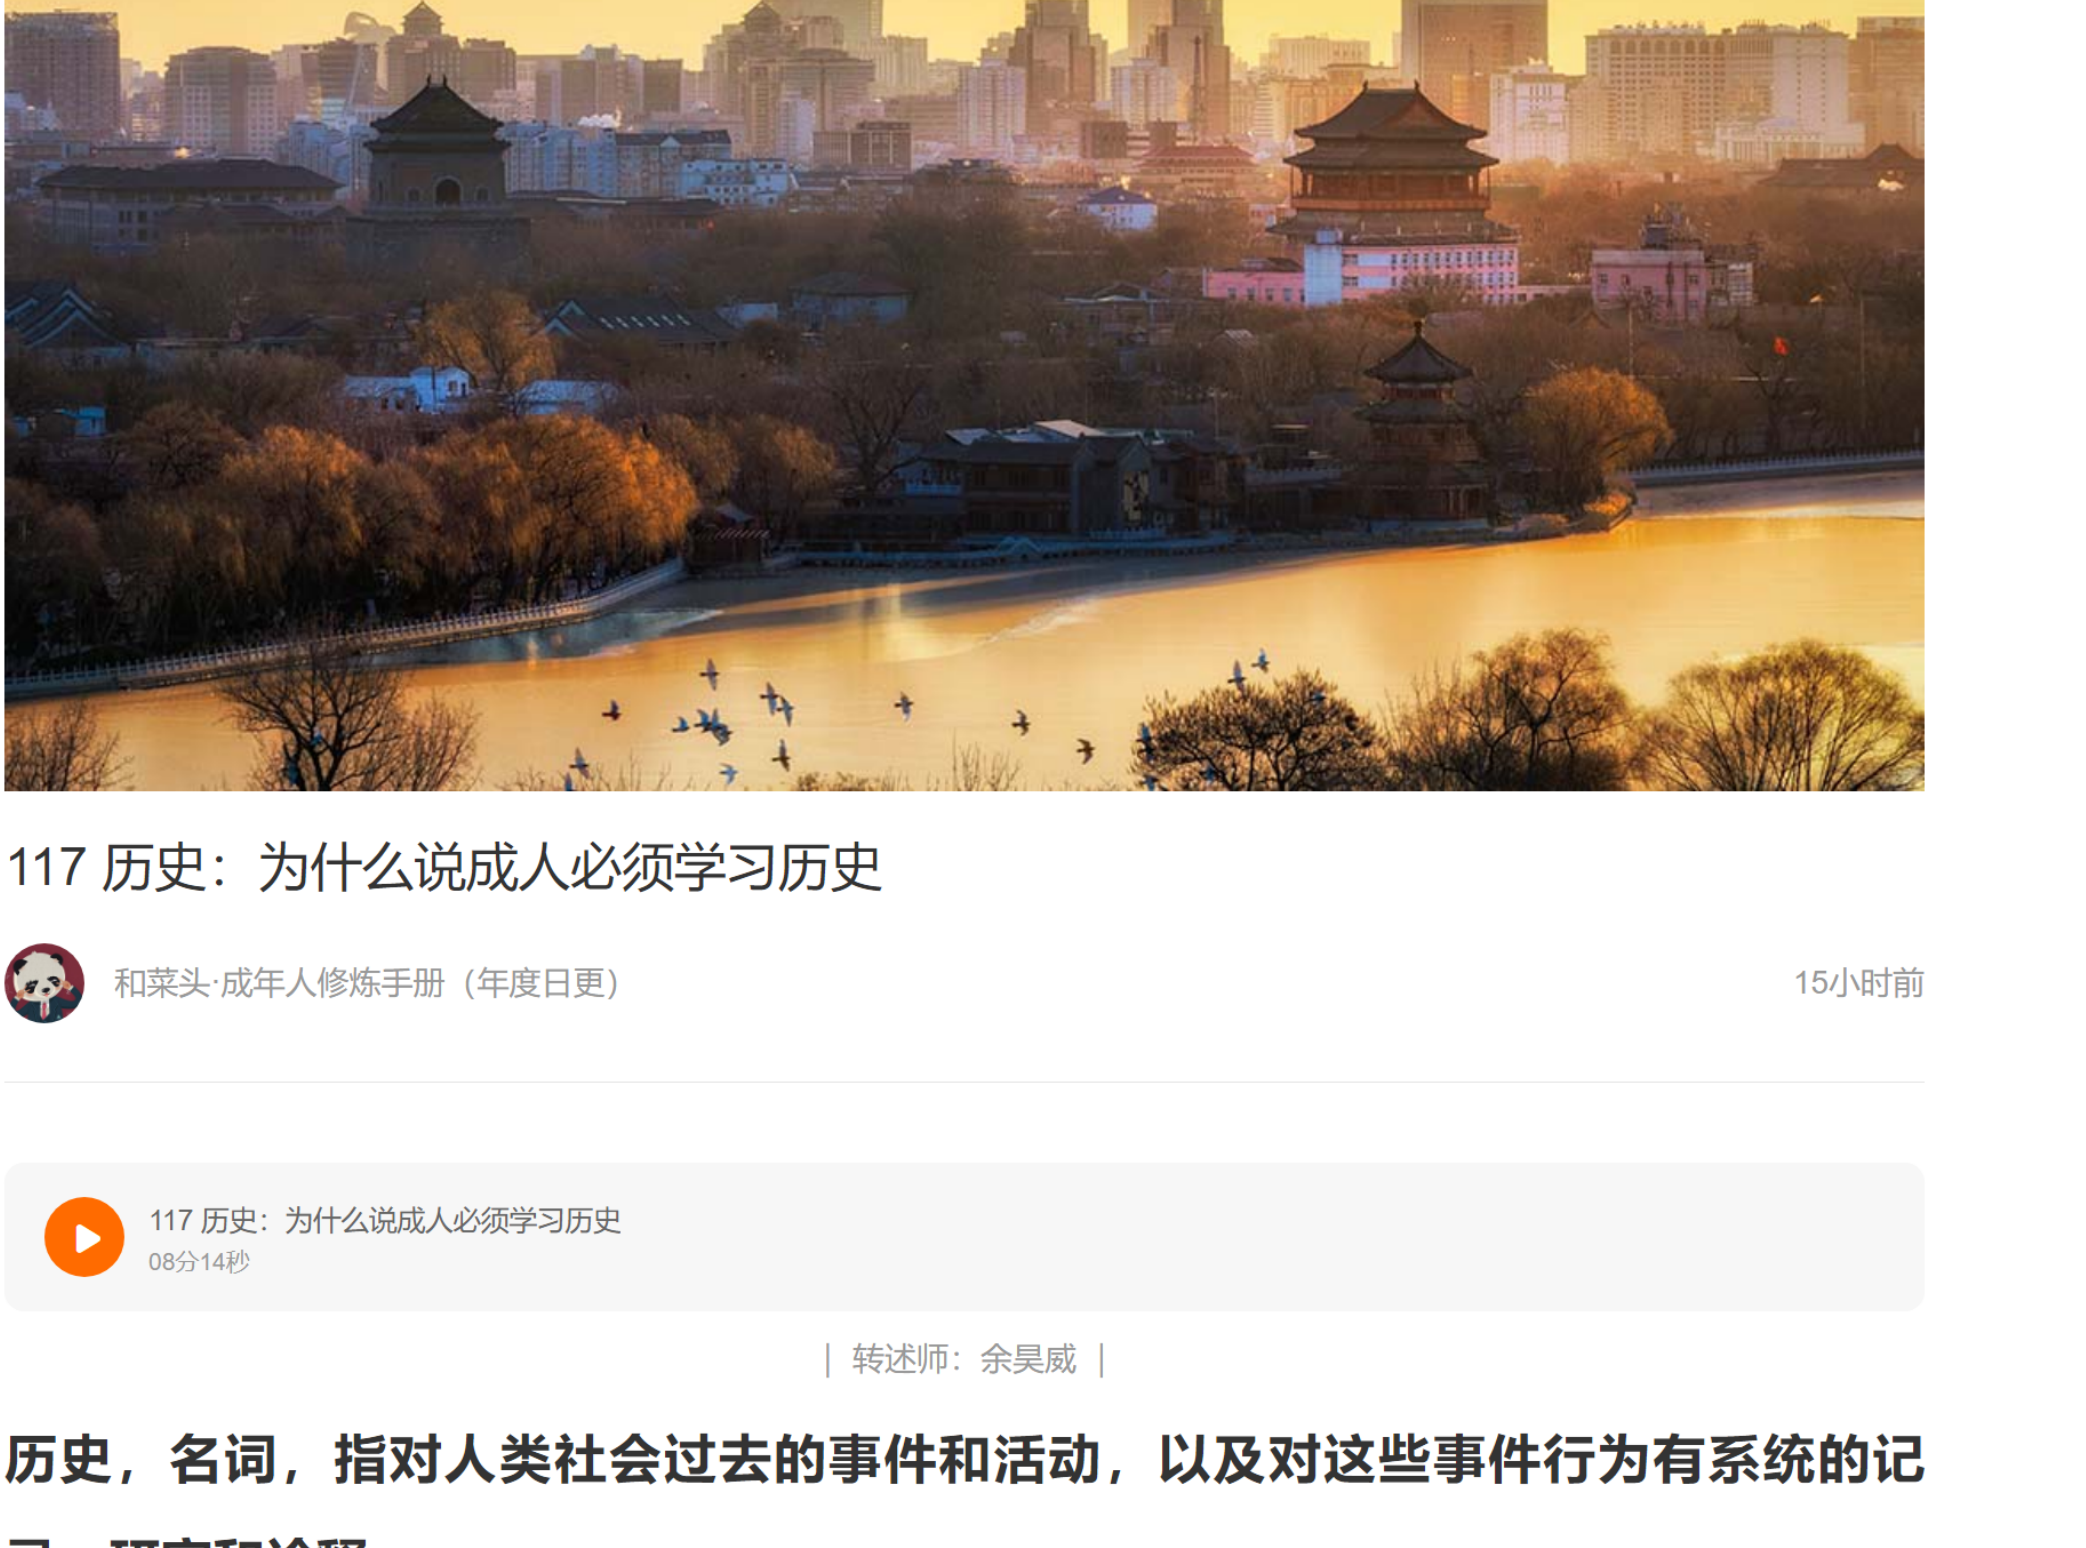 117 历史：为什么说成人必须学习历史
和菜头·成年人修炼手册（年度日更）
15小时前
117 历史：为什么说成人必须学习历史
08分14秒
| 转述师：余昊威 |
历史，名词，指对人类社会过去的事件和活动，以及对这些事件行为有系统的记